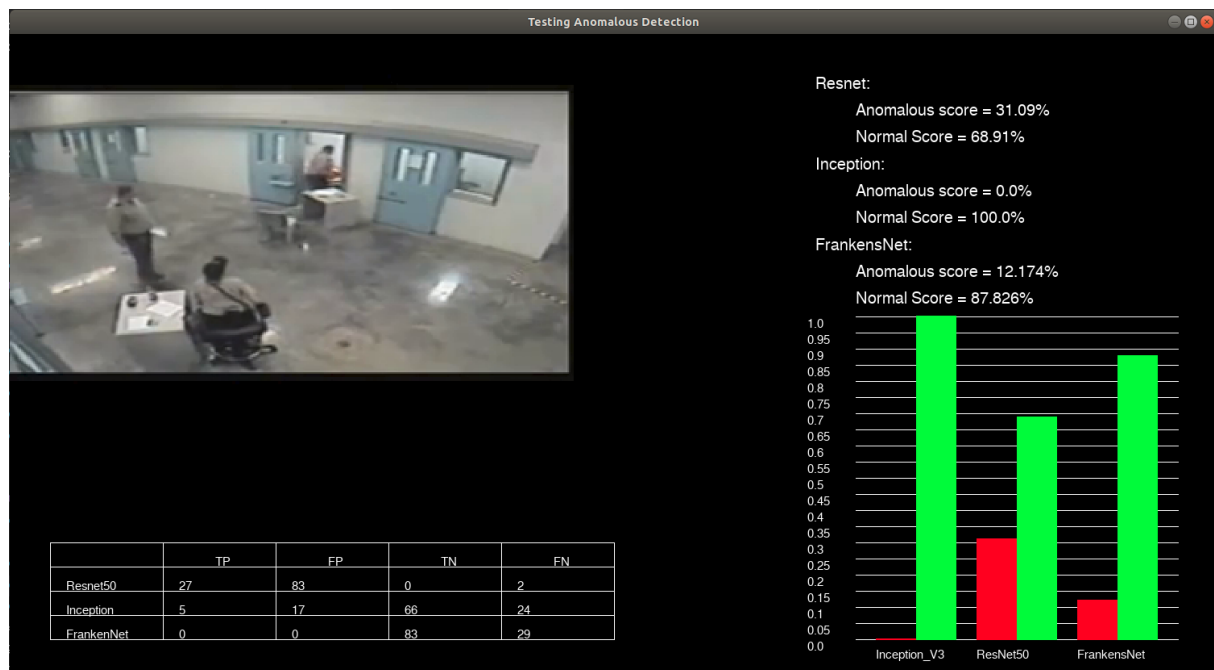 Testing Anomalous Detection
Resnet:
Anomalous score = 31.09%
Normal Score = 68.91%
Inception:
Anomalous score = 0.0%
Normal Score = 100.0%
FrankensNet:
Anomalous score = 12.174%
Normal Score = 87.826%
1.0
0.95
0.9
0.85
0.8
0.75
0.7
0.65
0.6
0.55
0.5
0.45
0.4
0.35
0.3
0.25
0.2
0.15
0.1
0.05
0.0
Inception_V3 ResNet50 FrankensNet
TP FP TN FN
Resnet50 27 83 0 2
Inception 5 17 66 24
FrankenNet 0 0 83 29